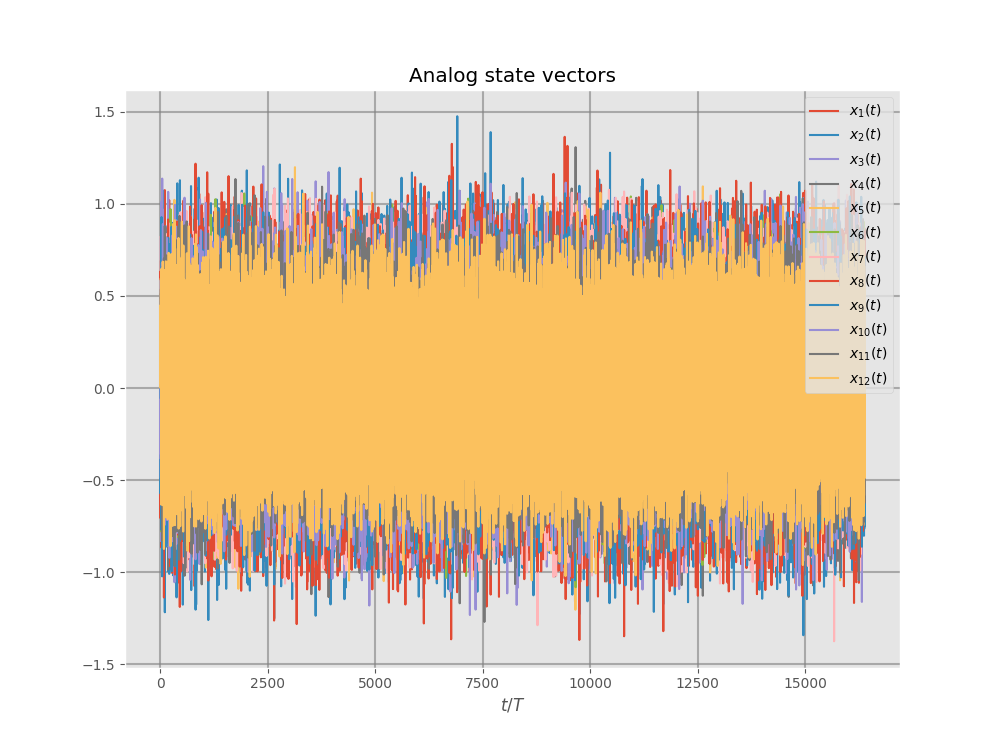 Analog state vectors
1.5
1.0
0.5
0.0
−0.5
−1.0
−1.5
0
2500
5000
7500
10000
12500
15000
t/T
x₁(t)
x₂(t)
x₃(t)
x₄(t)
x₅(t)
x₆(t)
x₇(t)
x₈(t)
x₉(t)
x₁₀(t)
x₁₁(t)
x₁₂(t)